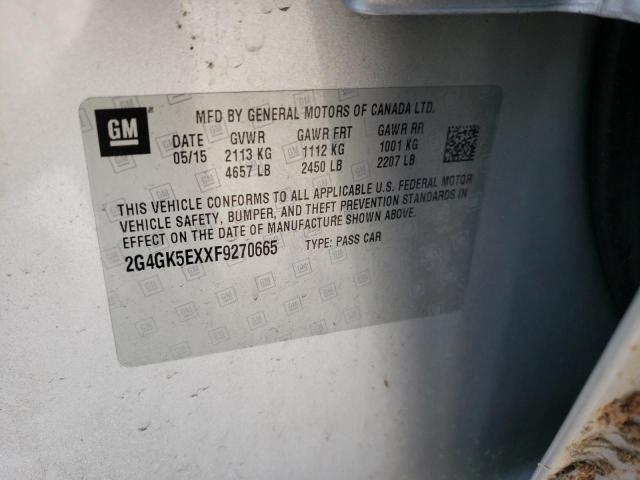 GM
MFD BY GENERAL MOTORS OF CANADA LTD.
DATE GVWR GAWR FRT GAWR RR
05/15 2113 KG 1112 KG 1001 KG
4657 LB 2450 LB 2207 LB
THIS VEHICLE CONFORMS TO ALL APPLICABLE U.S. FEDERAL MOTOR
VEHICLE SAFETY, BUMPER, AND THEFT PREVENTION STANDARDS IN
EFFECT ON THE DATE OF MANUFACTURE SHOWN ABOVE.
2G4GK5EXXF9270665 TYPE: PASS CAR